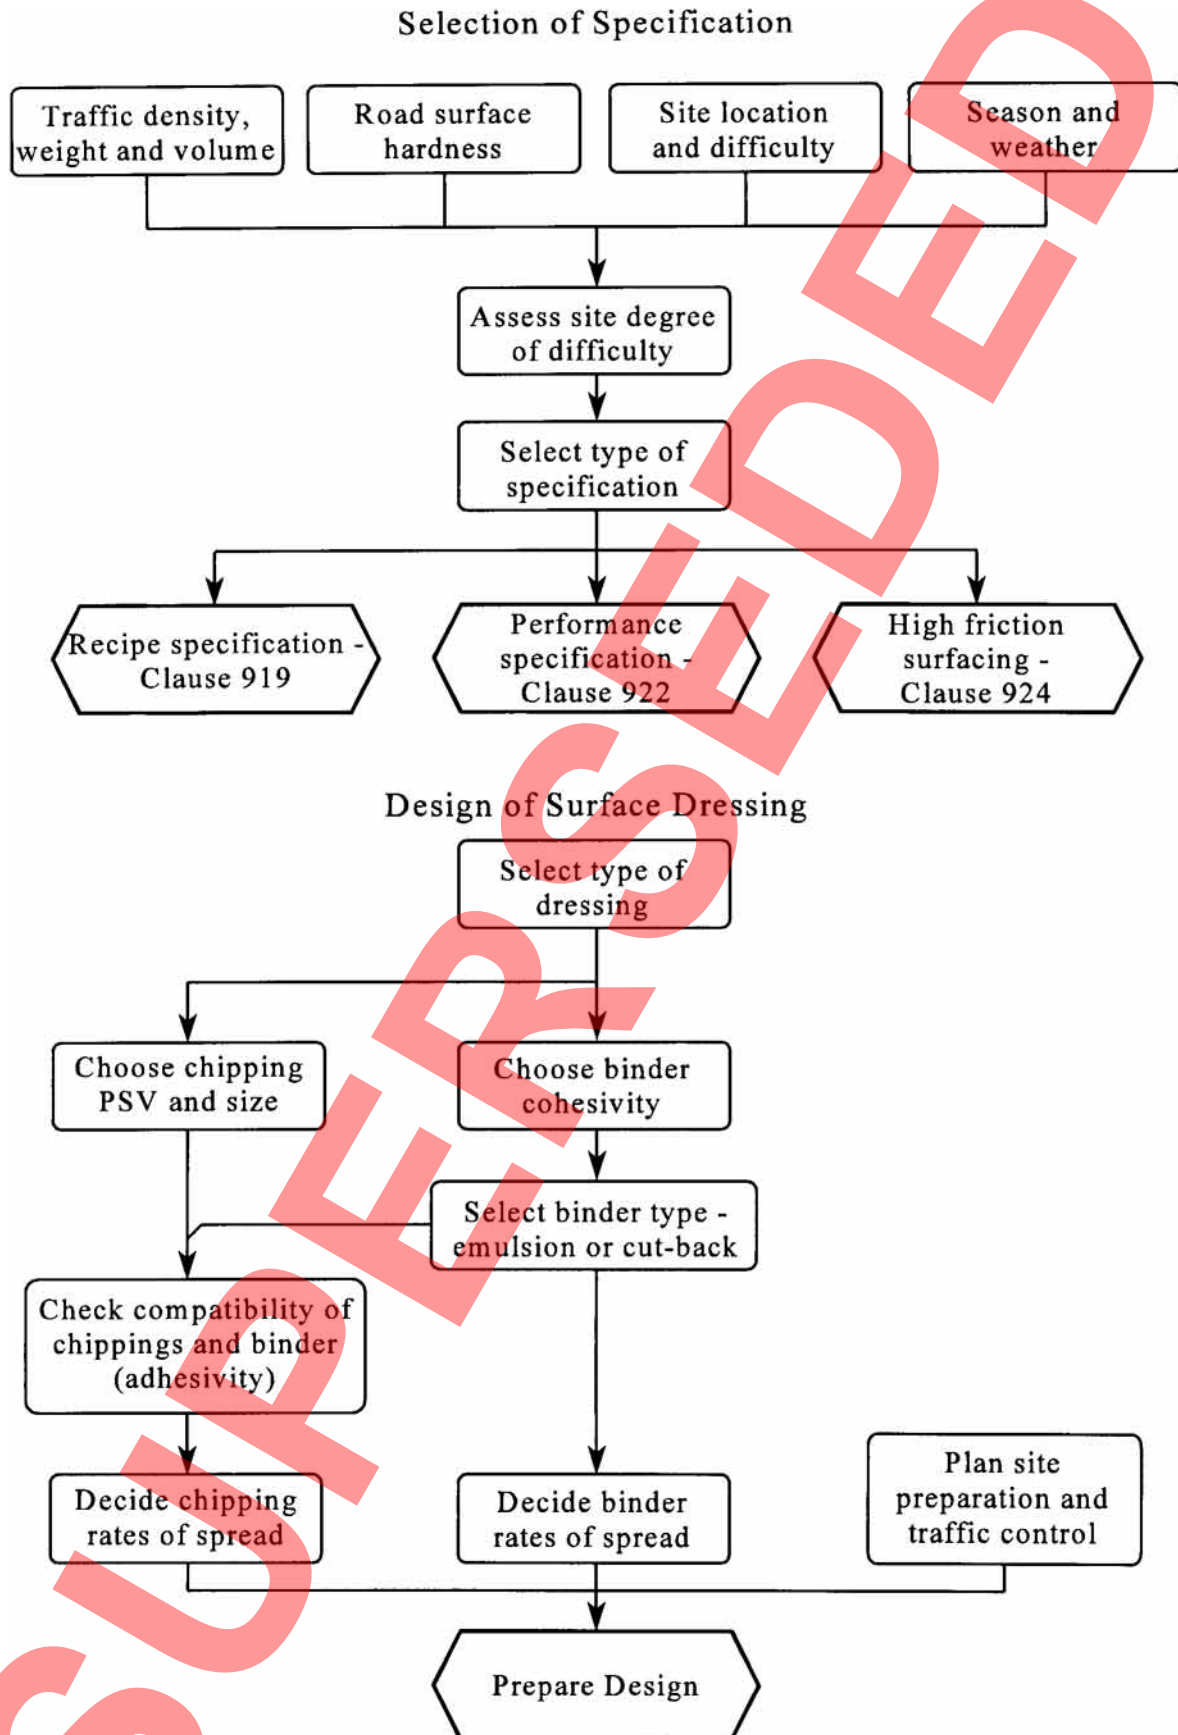 Selection of Specification
Traffic density,
weight and volume
Road surface
hardness
Site location
and difficulty
Season and
weather
Assess site degree
of difficulty
Select type of
specification
Recipe specification -
Clause 919
Performance
specification -
Clause 922
High friction
surfacing -
Clause 924
Design of Surface Dressing
Select type of
dressing
Choose chipping
PSV and size
Choose binder
cohesivity
Select binder type -
emulsion or cut-back
Check compatibility of
chippings and binder
(adhesivity)
Decide chipping
rates of spread
Decide binder
rates of spread
Plan site
preparation and
traffic control
Prepare Design
SUPERSEDED